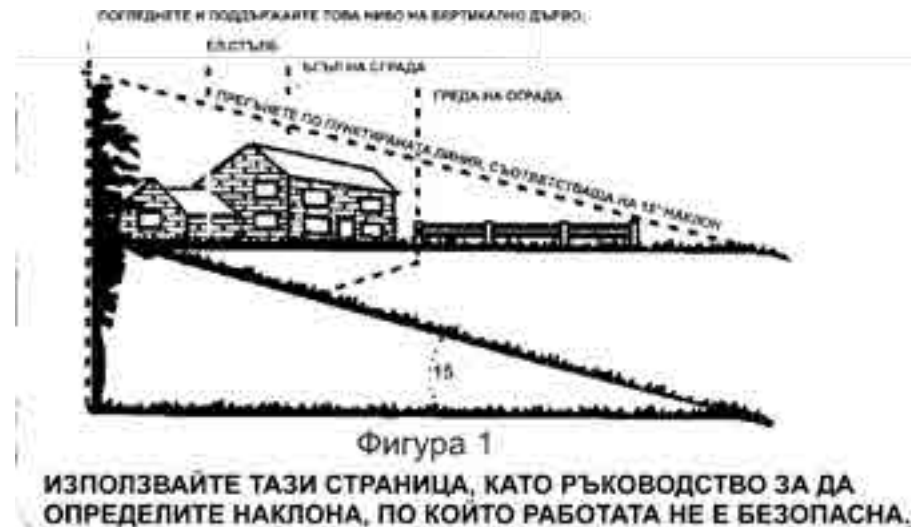 ПОГЛЕДНЕТЕ И ПОДДЪРЖАЙТЕ ТОВА НИВО НА ВЕРТИКАЛНО ДЪРВО;
ЕЛ.СТЪЛБ
ЪГЪЛ НА СГРАДА
ГРЕДА НА ОГРАДА
ПРЕГЪНЕТЕ ПО ПУНКТИРАНАТА ЛИНИЯ, СЪОТВЕТСТВАЩА НА 15° НАКЛОН
15
Фигура 1
ИЗПОЛЗВАЙТЕ ТАЗИ СТРАНИЦА, КАТО РЪКОВОДСТВО ЗА ДА
ОПРЕДЕЛИТЕ НАКЛОНА, ПО КОЙТО РАБОТАТА НЕ Е БЕЗОПАСНА.